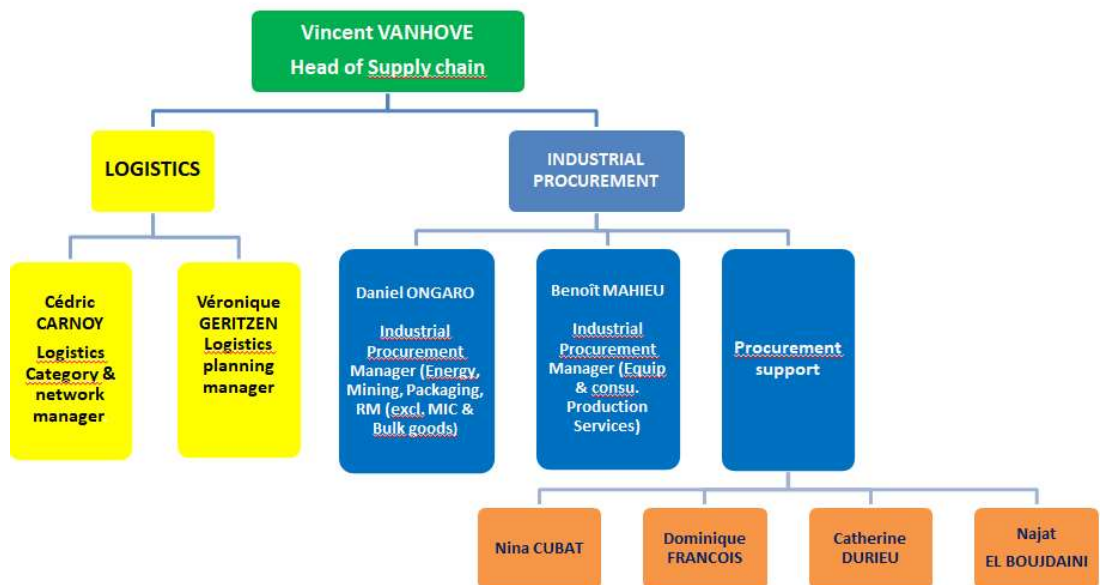 Vincent VANHOVE
Head of Supply chain
LOGISTICS
INDUSTRIAL
PROCUREMENT
Cédric
CARNOY
Logistics
Category &
network
manager
Véronique
GERITZEN
Logistics
planning
manager
Daniel ONGARO
Industrial
Procurement
Manager (Energy,
Mining, Packaging,
RM (excl. MIC &
Bulk goods)
Benoît MAHIEU
Industrial
Procurement
Manager (Equip
& consu.
Production
Services)
Procurement
support
Nina CUBAT
Dominique
FRANCOIS
Catherine
DURIEU
Najat
EL BOUJDAINI